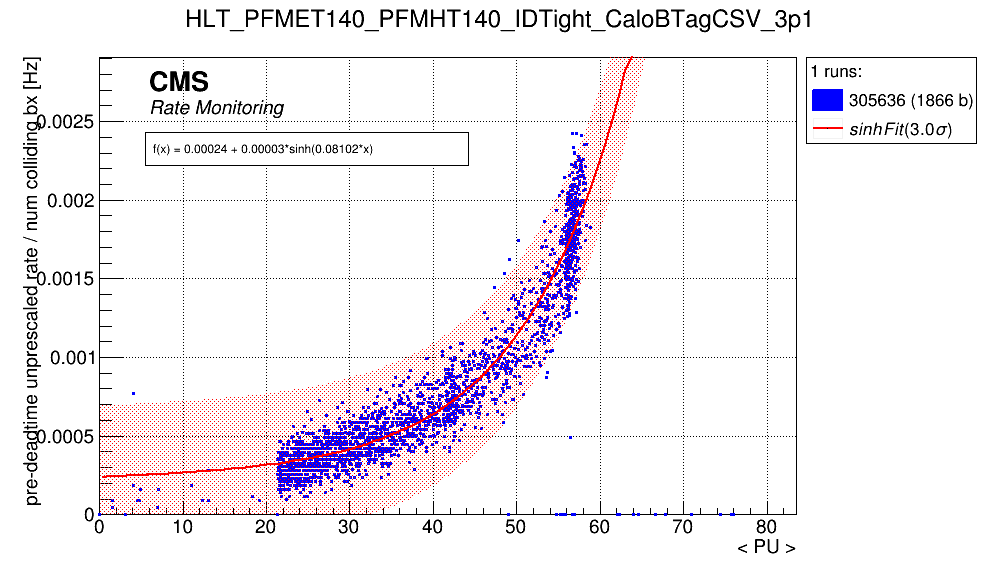 HLT_PFMET140_PFMHT140_IDTight_CaloBTagCSV_3p1
CMS
Rate Monitoring
f(x) = 0.00024 + 0.00003*sinh(0.08102*x)
1 runs:
305636 (1866 b)
sinhFit(3.0σ)
pre-deadtime unprescaled rate / num colliding bx [Hz]
0.0025
0.002
0.0015
0.001
0.0005
0
0 10 20 30 40 50 60 70 80
< PU >